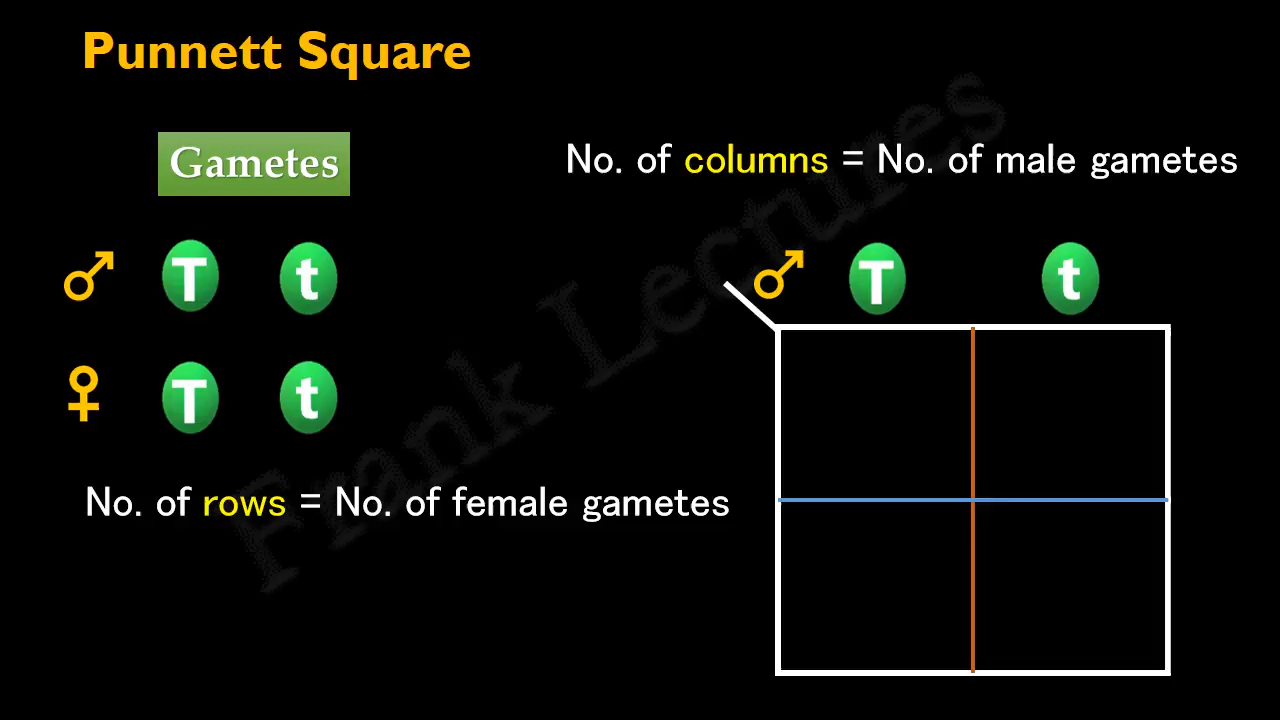 Punnett Square
Gametes
No. of columns = No. of male gametes
♂ T t
♂ T t
♀ T t
No. of rows = No. of female gametes
Frank Lectures